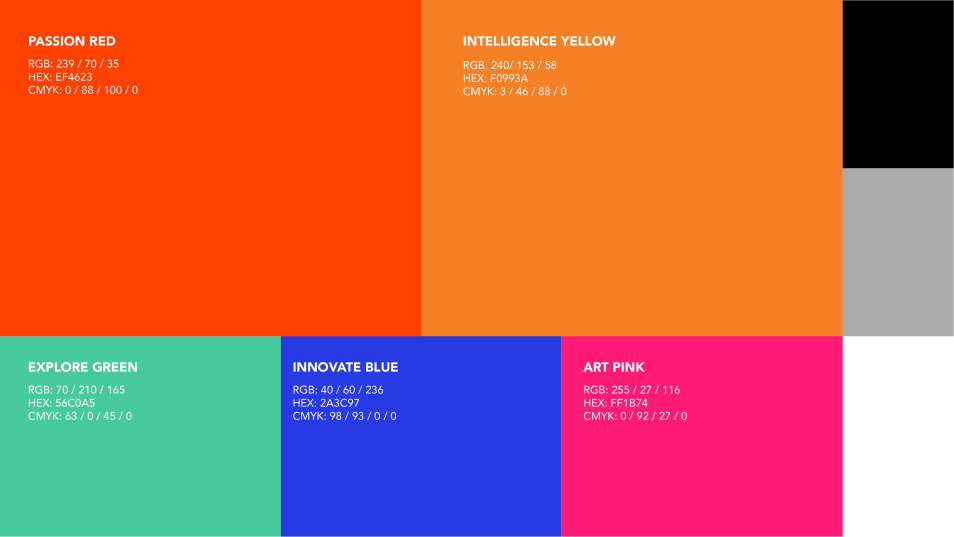 PASSION RED
RGB: 239 / 70 / 35
HEX: EF4623
CMYK: 0 / 88 / 100 / 0
INTELLIGENCE YELLOW
RGB: 240/ 153 / 58
HEX: F0993A
CMYK: 3 / 46 / 88 / 0
EXPLORE GREEN
RGB: 70 / 210 / 165
HEX: 56C0A5
CMYK: 63 / 0 / 45 / 0
INNOVATE BLUE
RGB: 40 / 60 / 236
HEX: 2A3C97
CMYK: 98 / 93 / 0 / 0
ART PINK
RGB: 255 / 27 / 116
HEX: FF1B74
CMYK: 0 / 92 / 27 / 0